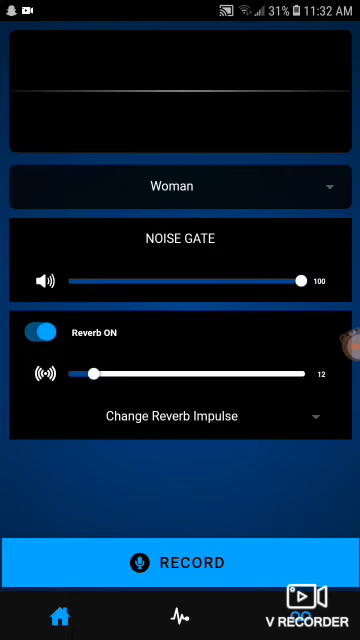 31% 11:32 AM
Woman
NOISE GATE
100
Reverb ON
12
Change Reverb Impulse
RECORD
V RECORDER